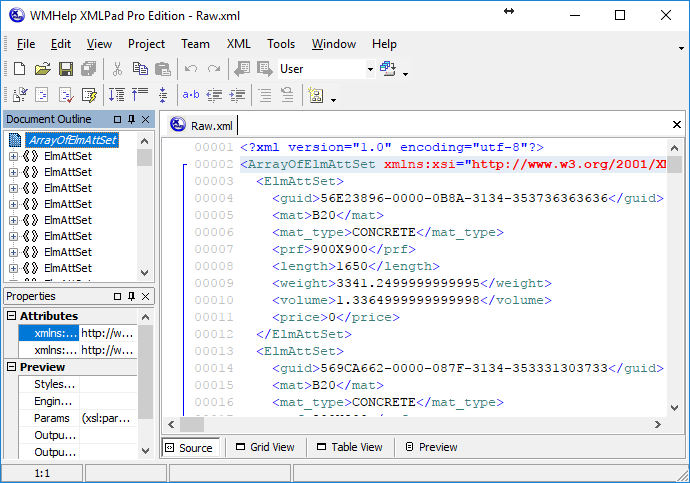 WMHelp XMLPad Pro Edition - Raw.xml
File Edit View Project Team XML Tools Window Help
User
a•b
Document Outline
ArrayOfElmAttSet
ElmAttSet
ElmAttSet
ElmAttSet
ElmAttSet
ElmAttSet
ElmAttSet
ElmAttSet
ElmAttSet
Properties
Attributes
xmlns:... http://w...
xmlns:... http://w...
Preview
Styles...
Engin...
Params (xsl:par...
Outpu...
Outpu...
Raw.xml
00001 <?xml version="1.0" encoding="utf-8"?>
00002 <ArrayOfElmAttSet xmlns:xsi="http://www.w3.org/2001/XM
00003 <ElmAttSet>
00004 <guid>56E23896-0000-0B8A-3134-353736363636</guid>
00005 <mat>B20</mat>
00006 <mat_type>CONCRETE</mat_type>
00007 <prf>900X900</prf>
00008 <length>1650</length>
00009 <weight>3341.2499999999995</weight>
00010 <volume>1.3364999999999998</volume>
00011 <price>0</price>
00012 </ElmAttSet>
00013 <ElmAttSet>
00014 <guid>569CA662-0000-087F-3134-353331303733</guid>
00015 <mat>B20</mat>
00016 <mat_type>CONCRETE</mat_type>
Source Grid View Table View Preview
1:1